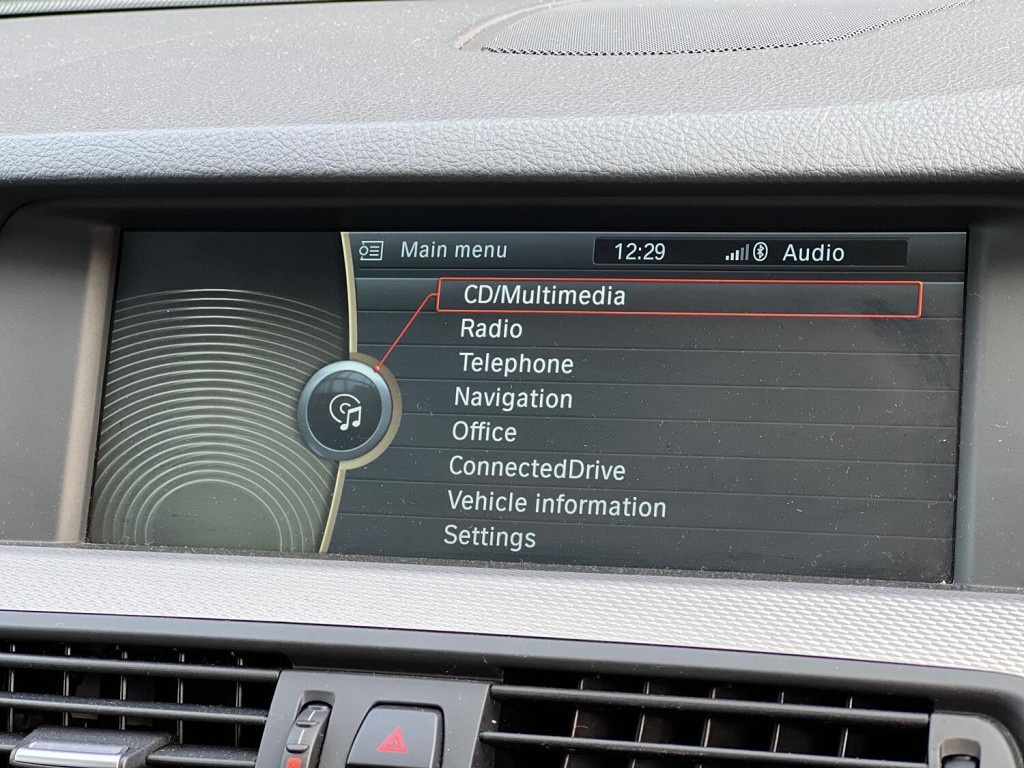 Main menu 12:29 Audio
CD/Multimedia
Radio
Telephone
Navigation
Office
ConnectedDrive
Vehicle information
Settings